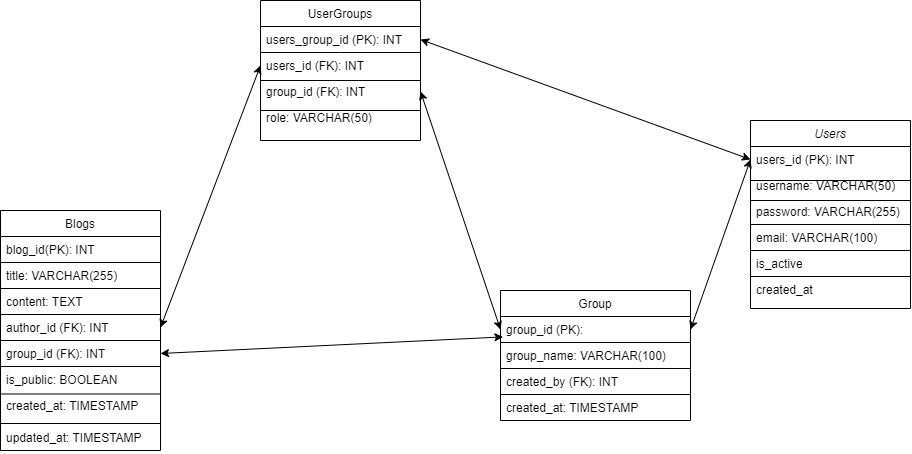 UserGroups
users_group_id (PK): INT
users_id (FK): INT
group_id (FK): INT
role: VARCHAR(50)
Users
users_id (PK): INT
username: VARCHAR(50)
password: VARCHAR(255)
email: VARCHAR(100)
is_active
created_at
Blogs
blog_id(PK): INT
title: VARCHAR(255)
content: TEXT
author_id (FK): INT
group_id (FK): INT
is_public: BOOLEAN
created_at: TIMESTAMP
updated_at: TIMESTAMP
Group
group_id (PK):
group_name: VARCHAR(100)
created_by (FK): INT
created_at: TIMESTAMP